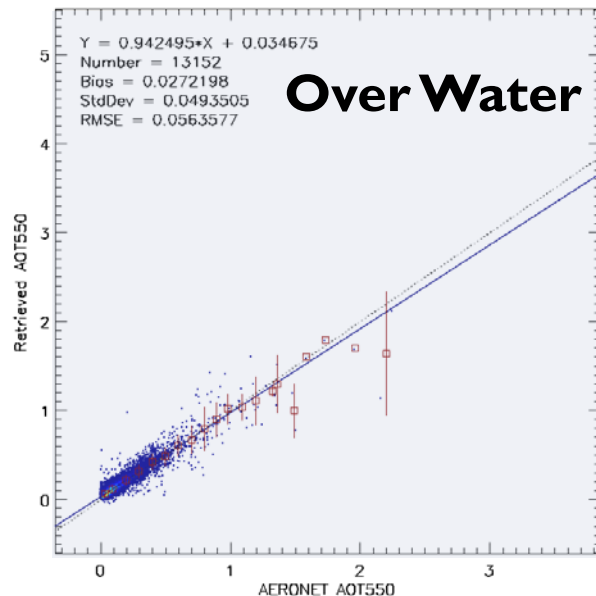 Y = 0.942495*X + 0.034675
Number = 13152
Bias = 0.0272198
StdDev = 0.0493505
RMSE = 0.0563577
Over Water
5
4
3
2
1
0
Retrieved AOT550
0 1 2 3
AERONET AOT550